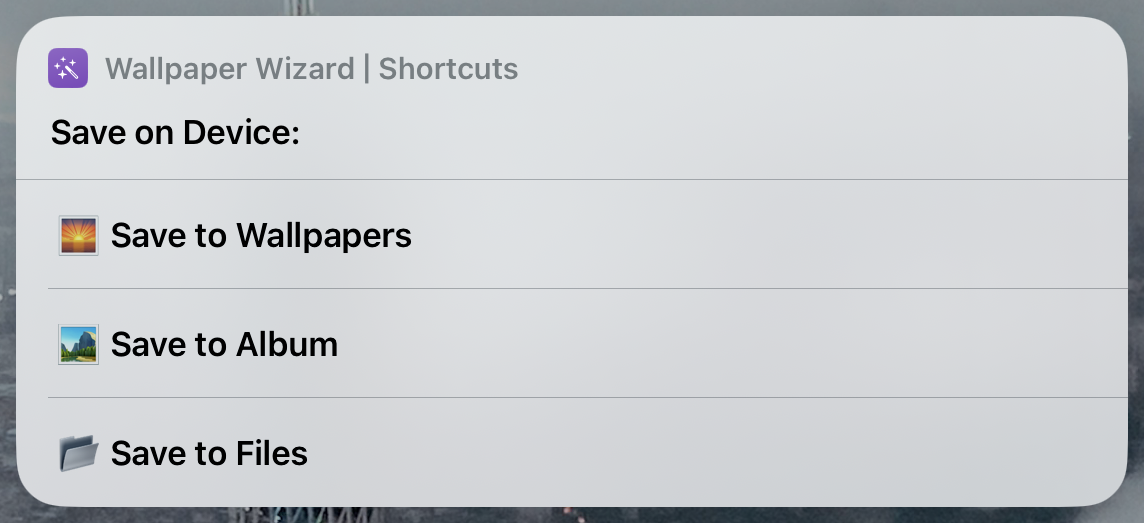 Wallpaper Wizard | Shortcuts
Save on Device:
Save to Wallpapers
Save to Album
Save to Files